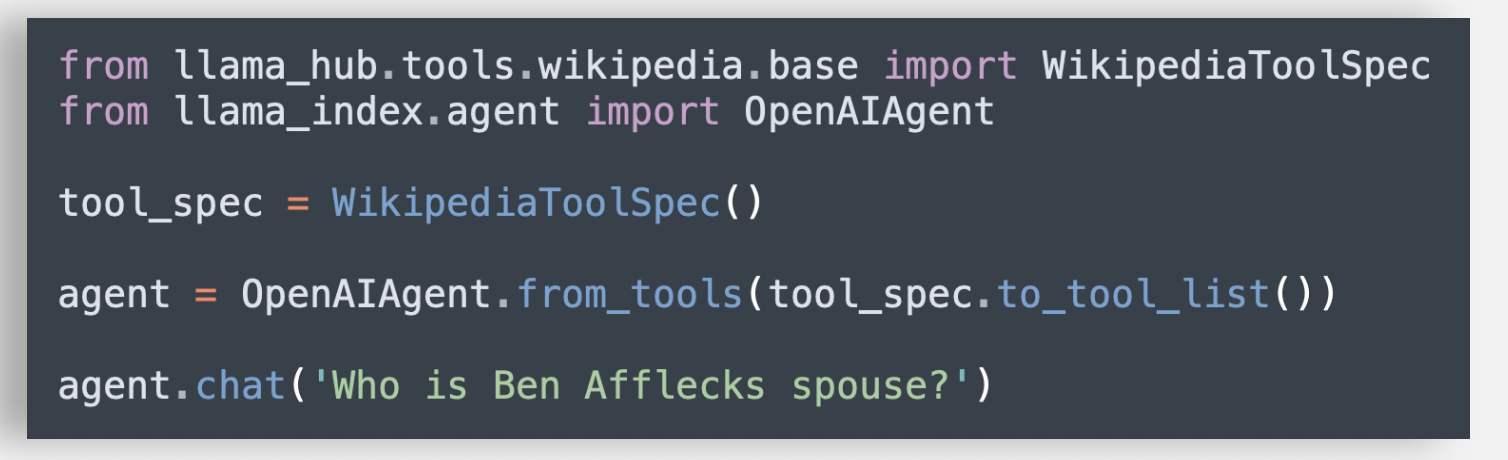 from llama_hub.tools.wikipedia.base import WikipediaToolSpec
from llama_index.agent import OpenAIAgent
tool_spec = WikipediaToolSpec()
agent = OpenAIAgent.from_tools(tool_spec.to_tool_list())
agent.chat('Who is Ben Afflecks spouse?')